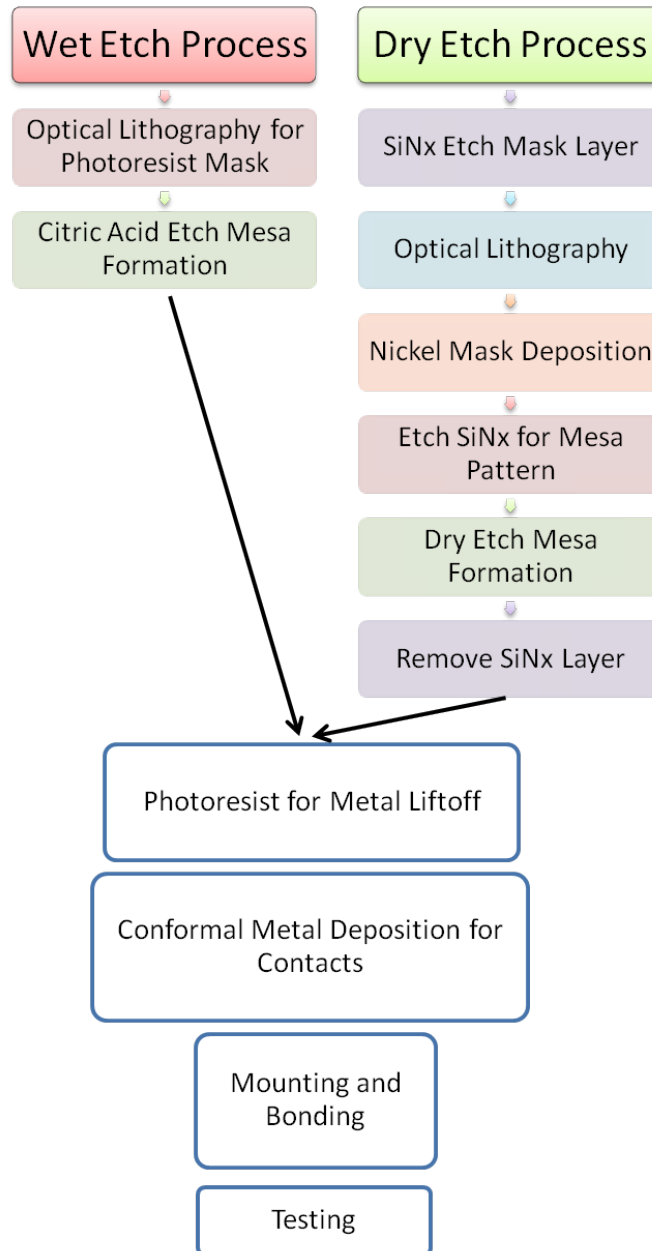 Wet Etch Process
Optical Lithography for
Photoresist Mask
Citric Acid Etch Mesa
Formation
Dry Etch Process
SiNx Etch Mask Layer
Optical Lithography
Nickel Mask Deposition
Etch SiNx for Mesa
Pattern
Dry Etch Mesa
Formation
Remove SiNx Layer
Photoresist for Metal Liftoff
Conformal Metal Deposition for
Contacts
Mounting and
Bonding
Testing